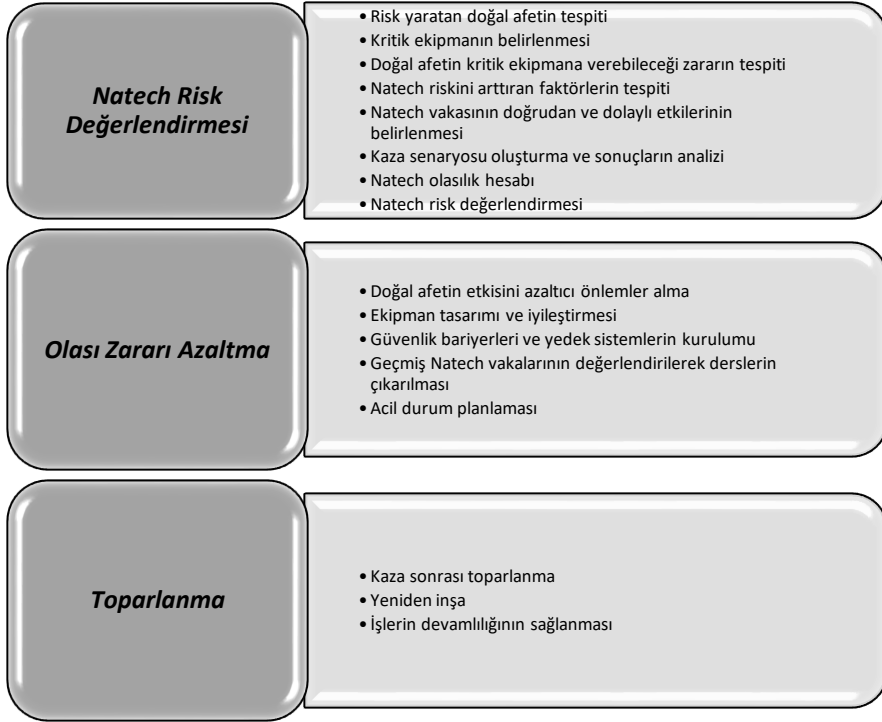 Natech Risk
Değerlendirmesi
• Risk yaratan doğal afetin tespiti
• Kritik ekipmanın belirlenmesi
• Doğal afetin kritik ekipmana verebileceği zararın tespiti
• Natech riskini arttıran faktörlerin tespiti
• Natech vakasının doğrudan ve dolaylı etkilerinin
belirlenmesi
• Kaza senaryosu oluşturma ve sonuçların analizi
• Natech olasılık hesabı
• Natech risk değerlendirmesi
Olası Zararı Azaltma
• Doğal afetin etkisini azaltıcı önlemler alma
• Ekipman tasarımı ve iyileştirmesi
• Güvenlik bariyerleri ve yedek sistemlerin kurulumu
• Geçmiş Natech vakalarının değerlendirilerek derslerin
çıkarılması
• Acil durum planlaması
Toparlanma
• Kaza sonrası toparlanma
• Yeniden inşa
• İşlerin devamlılığının sağlanması